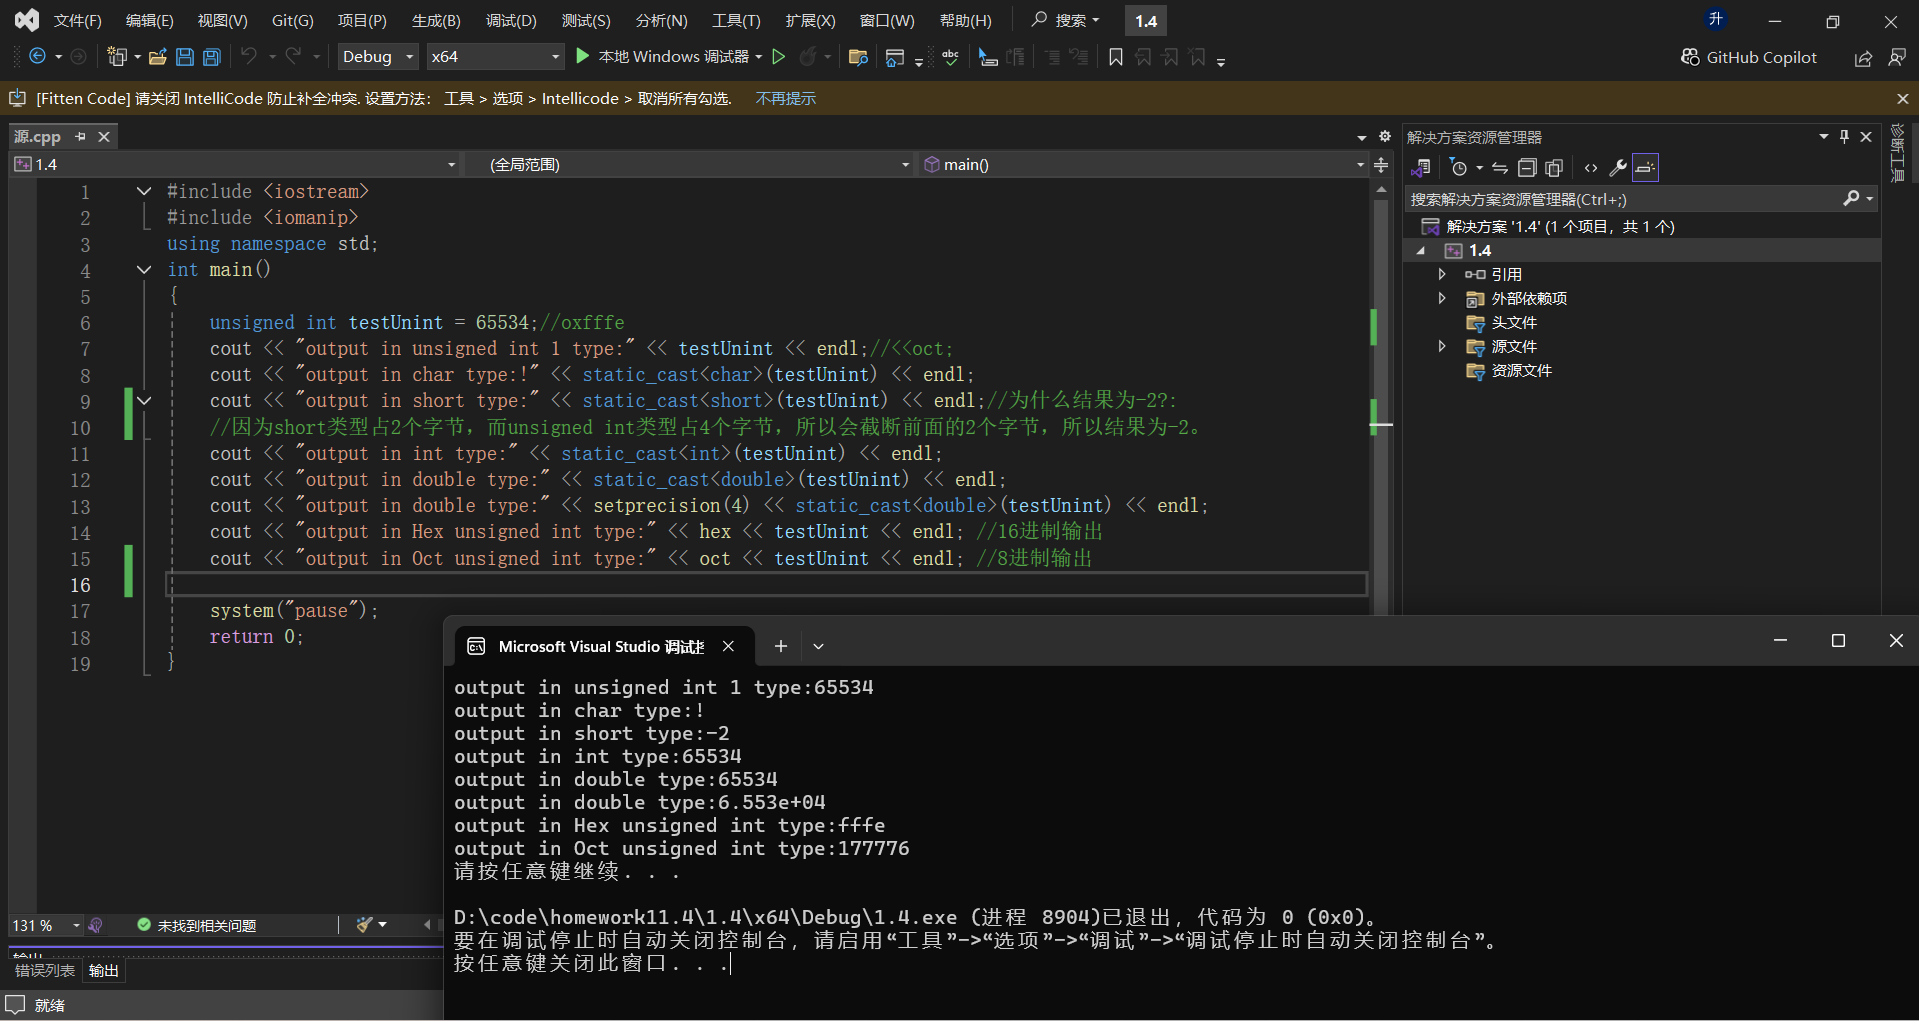 文件(F) 编辑(E) 视图(V) Git(G) 项目(P) 生成(B) 调试(D) 测试(S) 分析(N) 工具(T) 扩展(X) 窗口(W) 帮助(H) 搜索 1.4 升
Debug x64 本地 Windows 调试器 abc GitHub Copilot
[Fitten Code] 请关闭 IntelliCode 防止补全冲突. 设置方法: 工具 > 选项 > Intellicode > 取消所有勾选. 不再提示
源.cpp
1.4 (全局范围) main()
1 #include <iostream>
2 #include <iomanip>
3 using namespace std;
4 int main()
5 {
6 unsigned int testUnint = 65534;//oxfffe
7 cout << "output in unsigned int 1 type:" << testUnint << endl;//<<oct;
8 cout << "output in char type:!" << static_cast<char>(testUnint) << endl;
9 cout << "output in short type:" << static_cast<short>(testUnint) << endl;//为什么结果为-2?:
10 //因为short类型占2个字节，而unsigned int类型占4个字节，所以会截断前面的2个字节，所以结果为-2。
11 cout << "output in int type:" << static_cast<int>(testUnint) << endl;
12 cout << "output in double type:" << static_cast<double>(testUnint) << endl;
13 cout << "output in double type:" << setprecision(4) << static_cast<double>(testUnint) << endl;
14 cout << "output in Hex unsigned int type:" << hex << testUnint << endl; //16进制输出
15 cout << "output in Oct unsigned int type:" << oct << testUnint << endl; //8进制输出
16
17 system("pause");
18 return 0;
19 }
解决方案资源管理器
搜索解决方案资源管理器(Ctrl+;)
解决方案 '1.4' (1 个项目，共 1 个)
1.4
引用
外部依赖项
头文件
源文件
资源文件
诊断工具
Microsoft Visual Studio 调试控
output in unsigned int 1 type:65534
output in char type:!
output in short type:-2
output in int type:65534
output in double type:65534
output in double type:6.553e+04
output in Hex unsigned int type:fffe
output in Oct unsigned int type:177776
请按任意键继续. . .
D:\code\homework11.4\1.4\x64\Debug\1.4.exe (进程 8904)已退出，代码为 0 (0x0)。
要在调试停止时自动关闭控制台，请启用“工具”->“选项”->“调试”->“调试停止时自动关闭控制台”。
按任意键关闭此窗口. . .
131 % 未找到相关问题
输出
错误列表 输出
就绪